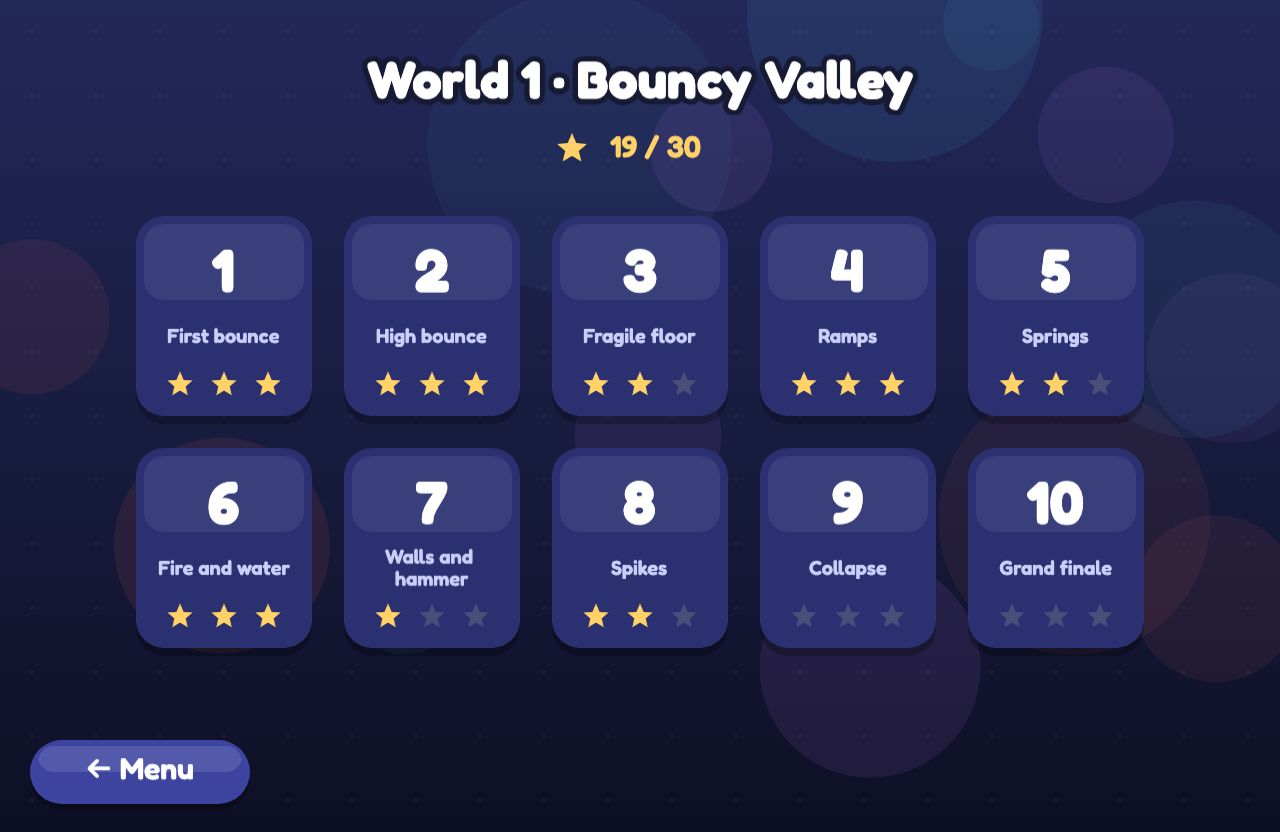 World 1 · Bouncy Valley
19 / 30
1
2
3
4
5
First bounce
High bounce
Fragile floor
Ramps
Springs
6
7
8
9
10
Fire and water
Walls and
hammer
Spikes
Collapse
Grand finale
← Menu